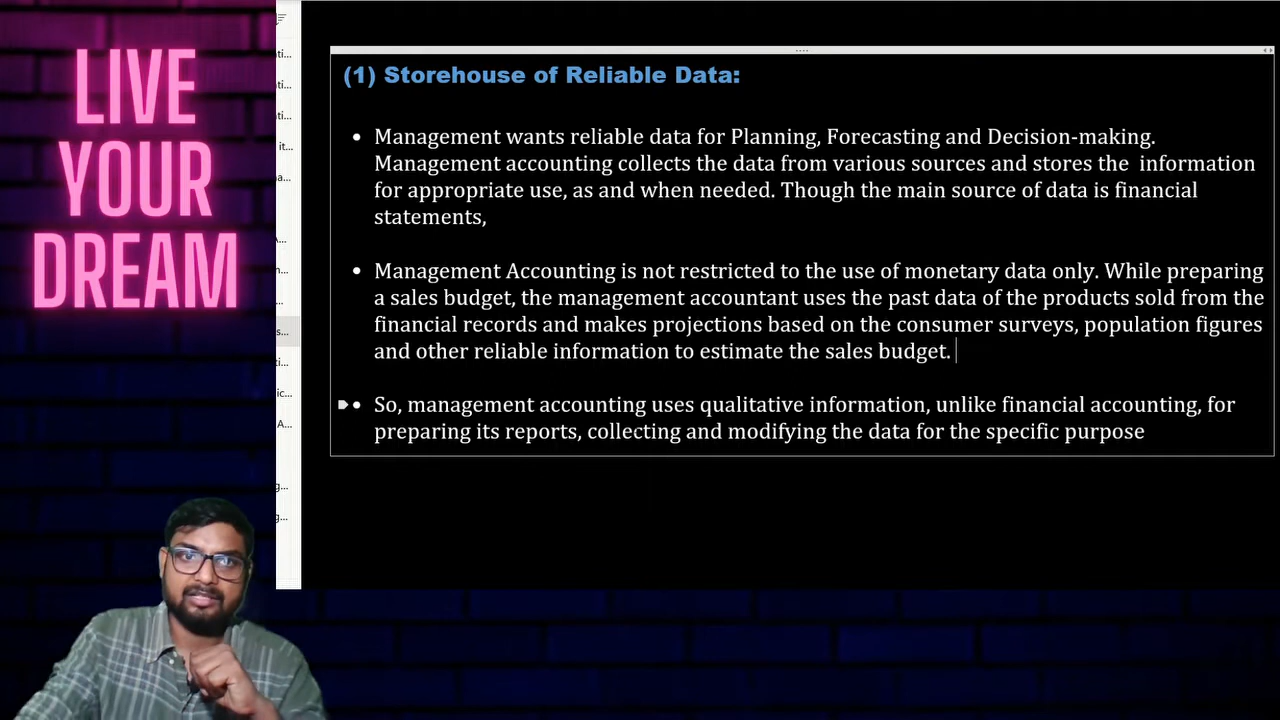 LIVE
YOUR
DREAM
(1) Storehouse of Reliable Data:
• Management wants reliable data for Planning, Forecasting and Decision-making.
Management accounting collects the data from various sources and stores the information
for appropriate use, as and when needed. Though the main source of data is financial
statements,
• Management Accounting is not restricted to the use of monetary data only. While preparing
a sales budget, the management accountant uses the past data of the products sold from the
financial records and makes projections based on the consumer surveys, population figures
and other reliable information to estimate the sales budget.
• So, management accounting uses qualitative information, unlike financial accounting, for
preparing its reports, collecting and modifying the data for the specific purpose